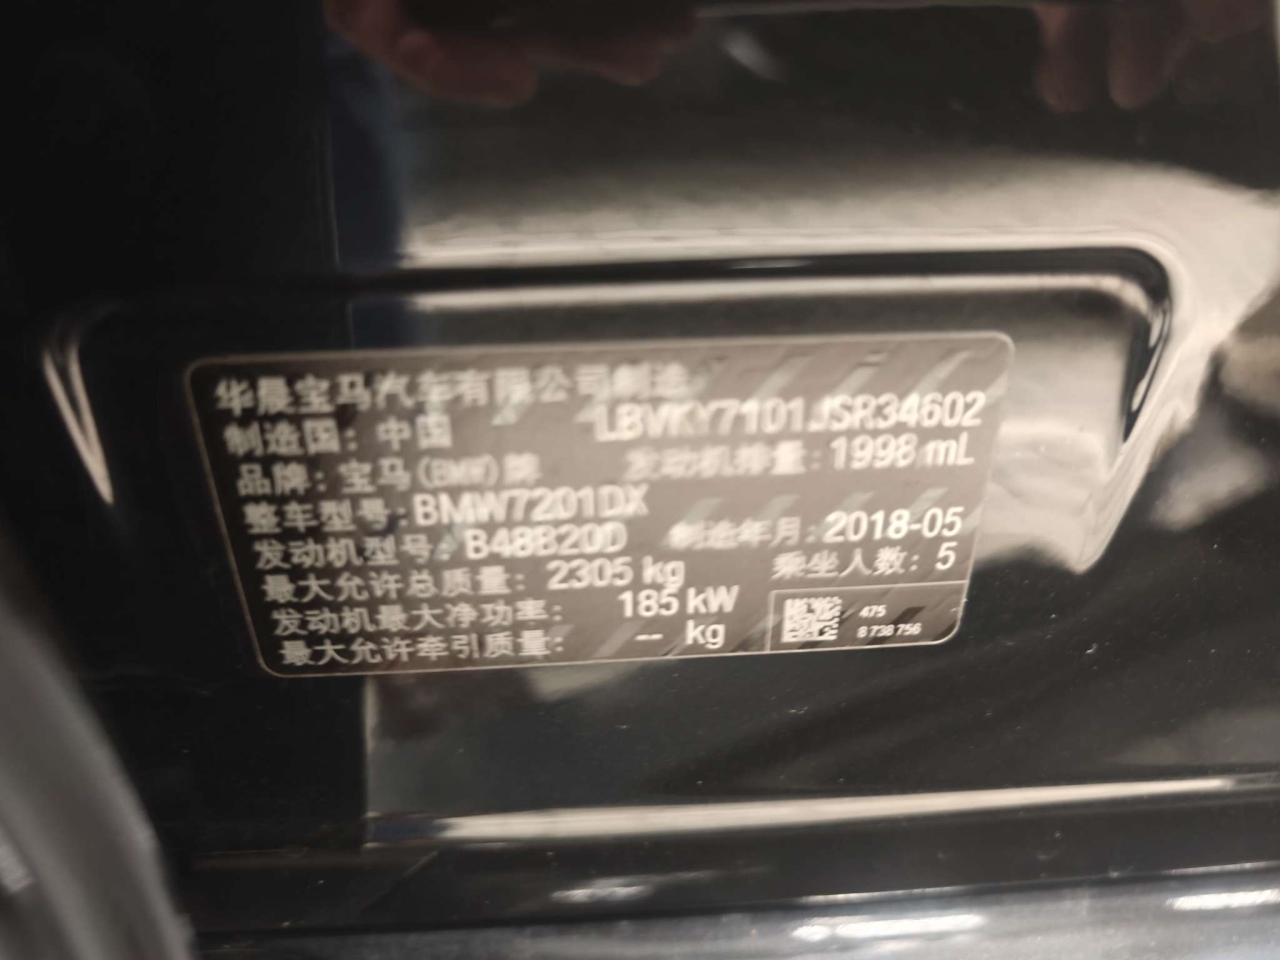 华晨宝马汽车有限公司制造
制造国：中国 LBVKY7101JSR34602
品牌：宝马(BMW)牌 发动机排量：1998 mL
整车型号：BMW7201DX
发动机型号：B48B20D 制造年月：2018-05
最大允许总质量：2305 kg 乘坐人数：5
发动机最大净功率：185 kW
最大允许牵引质量：-- kg
475
8 738 756